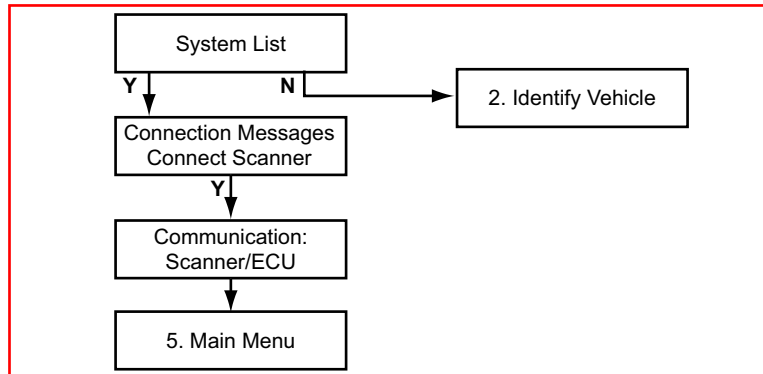 System List
Y
N
2. Identify Vehicle
Connection Messages
Connect Scanner
Y
Communication:
Scanner/ECU
5. Main Menu